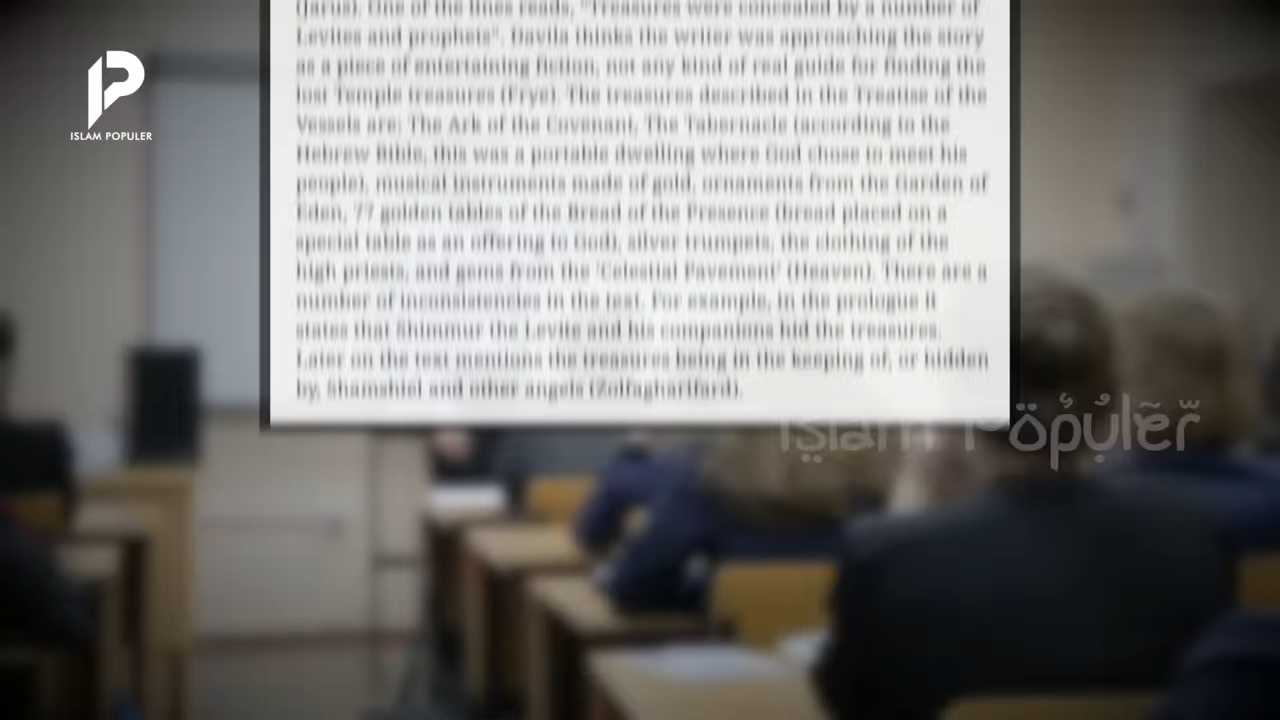 (Jarus). One of the lines reads, "Treasures were concealed by a number of
Levites and prophets". Davila thinks the writer was approaching the story
as a piece of entertaining fiction, not any kind of real guide for finding the
lost Temple treasures (Frye). The treasures described in the Treatise of the
Vessels are: The Ark of the Covenant, The Tabernacle (according to the
Hebrew Bible, this was a portable dwelling where God chose to meet his
people), musical instruments made of gold, ornaments from the Garden of
Eden, 77 golden tables of the Bread of the Presence (bread placed on a
special table as an offering to God), silver trumpets, the clothing of the
high priests, and gems from the 'Celestial Pavement' (Heaven). There are a
number of inconsistencies in the text. For example, in the prologue it
states that Shimmur the Levite and his companions hid the treasures.
Later on the text mentions the treasures being in the keeping of, or hidden
by, Shamshiel and other angels (Zolfagharifard).
ISLAM POPULER
Islam Populer